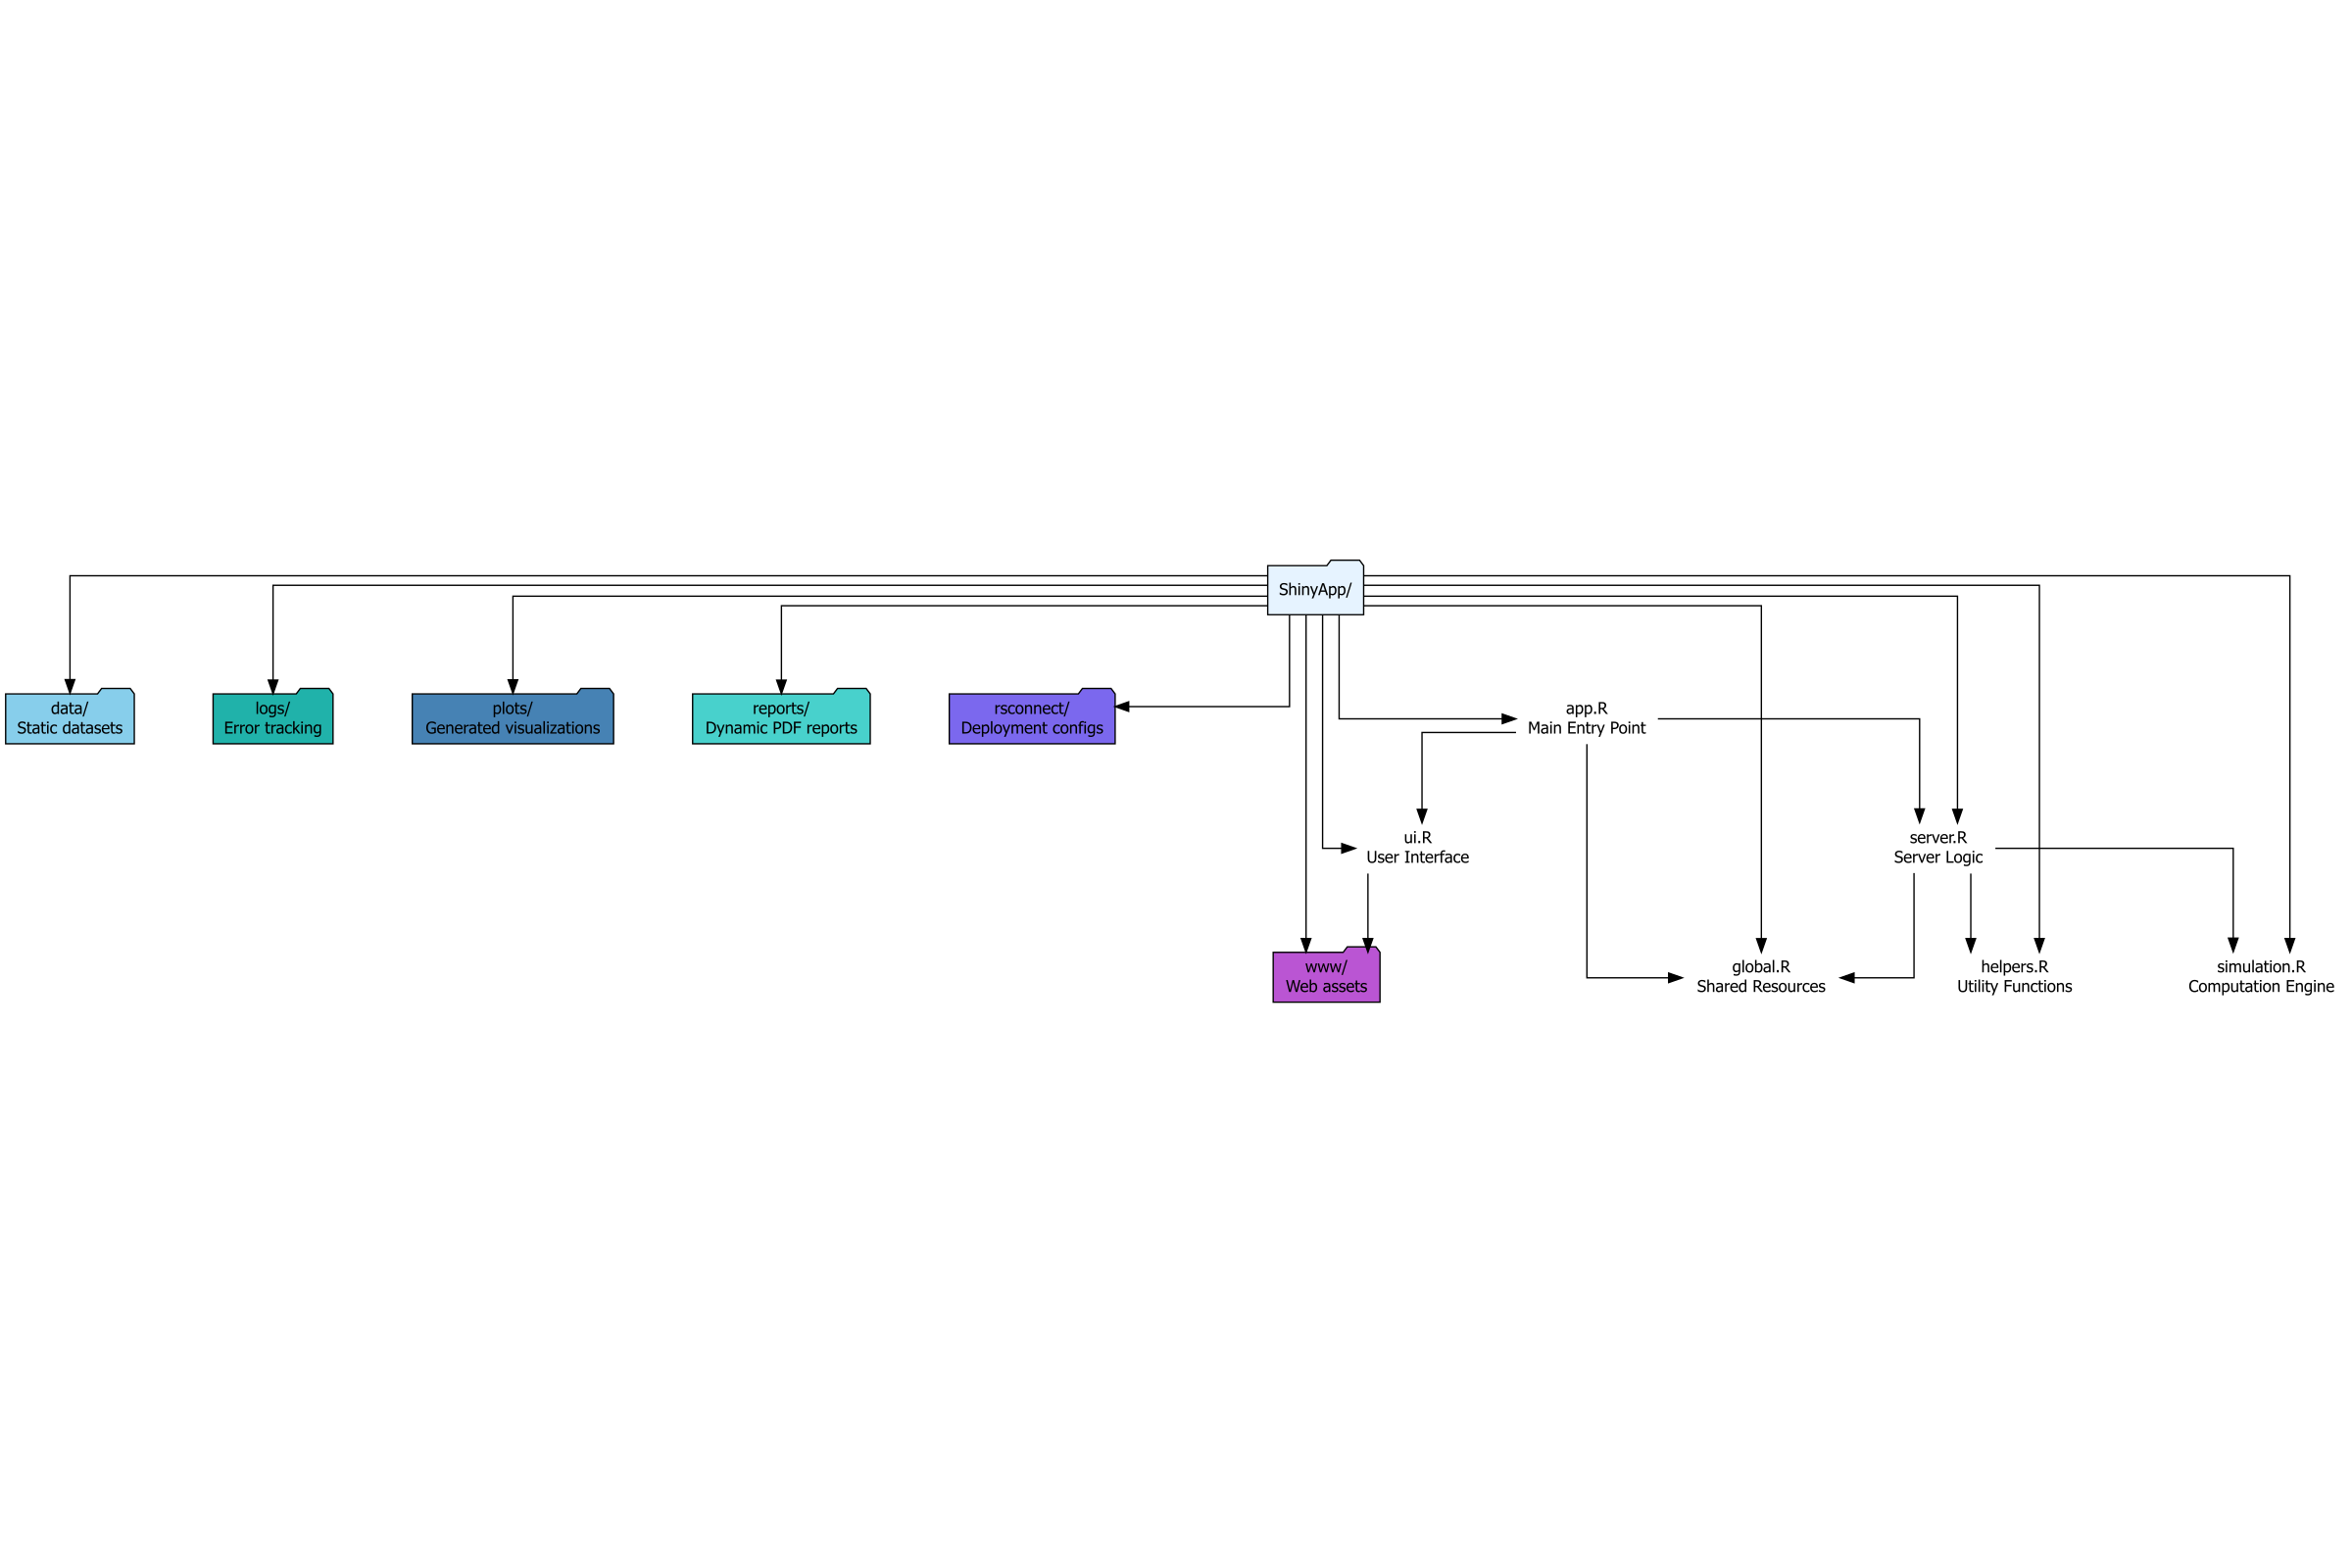 ShinyApp/
data/
Static datasets
logs/
Error tracking
plots/
Generated visualizations
reports/
Dynamic PDF reports
rsconnect/
Deployment configs
app.R
Main Entry Point
ui.R
User Interface
server.R
Server Logic
www/
Web assets
global.R
Shared Resources
helpers.R
Utility Functions
simulation.R
Computation Engine